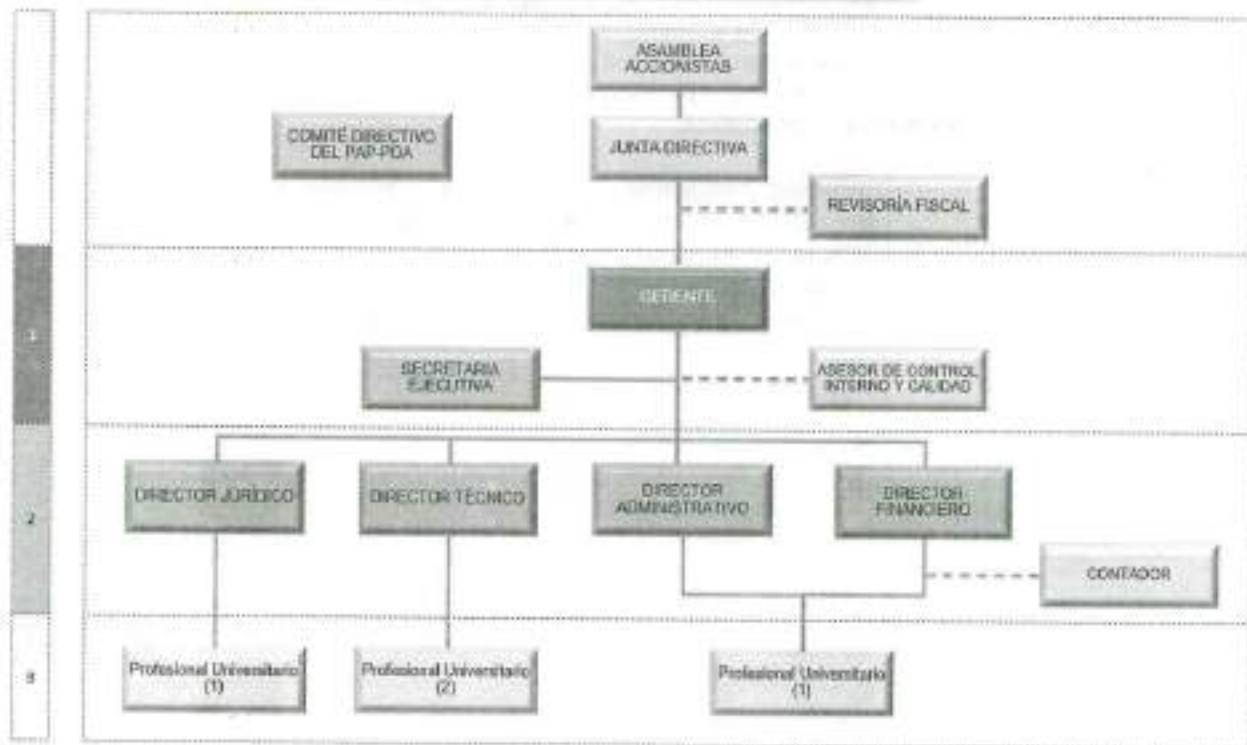 ASAMBLEA
ACCIONISTAS
COMITÉ DIRECTIVO
DEL PAP-PDA
JUNTA DIRECTIVA
REVISORÍA FISCAL
1
GERENTE
SECRETARIA
EJECUTIVA
ASESOR DE CONTROL
INTERNO Y CALIDAD
2
DIRECTOR JURÍDICO
DIRECTOR TÉCNICO
DIRECTOR
ADMINISTRATIVO
DIRECTOR
FINANCIERO
CONTADOR
3
Profesional Universitario
(1)
Profesional Universitario
(2)
Profesional Universitario
(1)